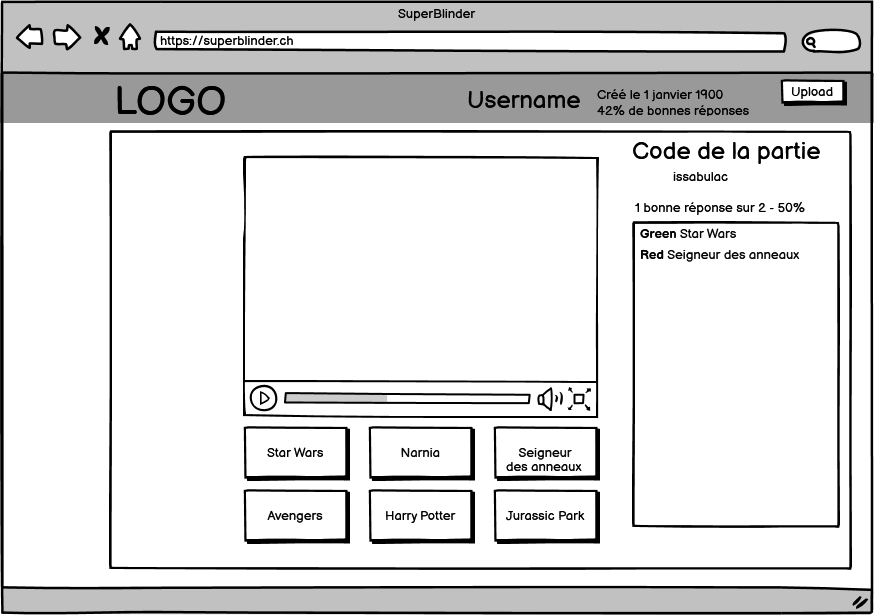 SuperBlinder
https://superblinder.ch
LOGO
Username
Créé le 1 janvier 1900
42% de bonnes réponses
Upload
Code de la partie
issabulac
1 bonne réponse sur 2 - 50%
Green Star Wars
Red Seigneur des anneaux
Star Wars
Narnia
Seigneur
des anneaux
Avengers
Harry Potter
Jurassic Park